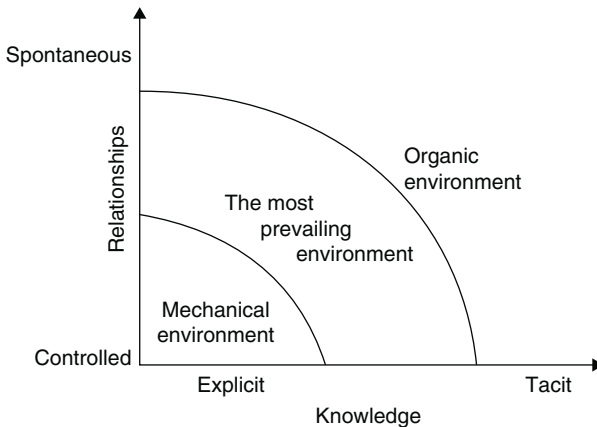 Spontaneous
Relationships
Organic
environment
The most
prevailing
environment
Mechanical
environment
Controlled
Explicit
Tacit
Knowledge